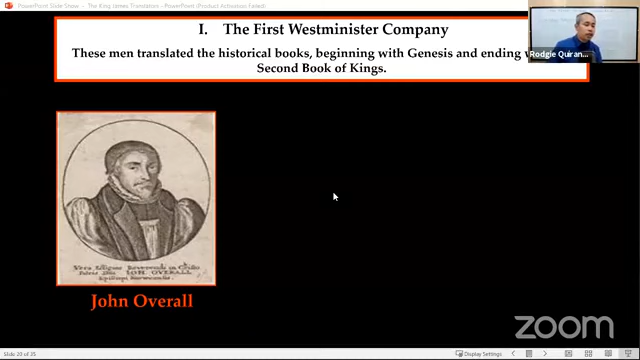 PowerPoint Slide Show - The King James Translators - PowerPoint (Product Activation Failed)
I. The First Westminister Company
These men translated the historical books, beginning with Genesis and ending
Second Book of Kings.
Rodgie Quiran...
IOH. OVERALL
John Overall
zoom
Slide 20 of 25
Display Settings